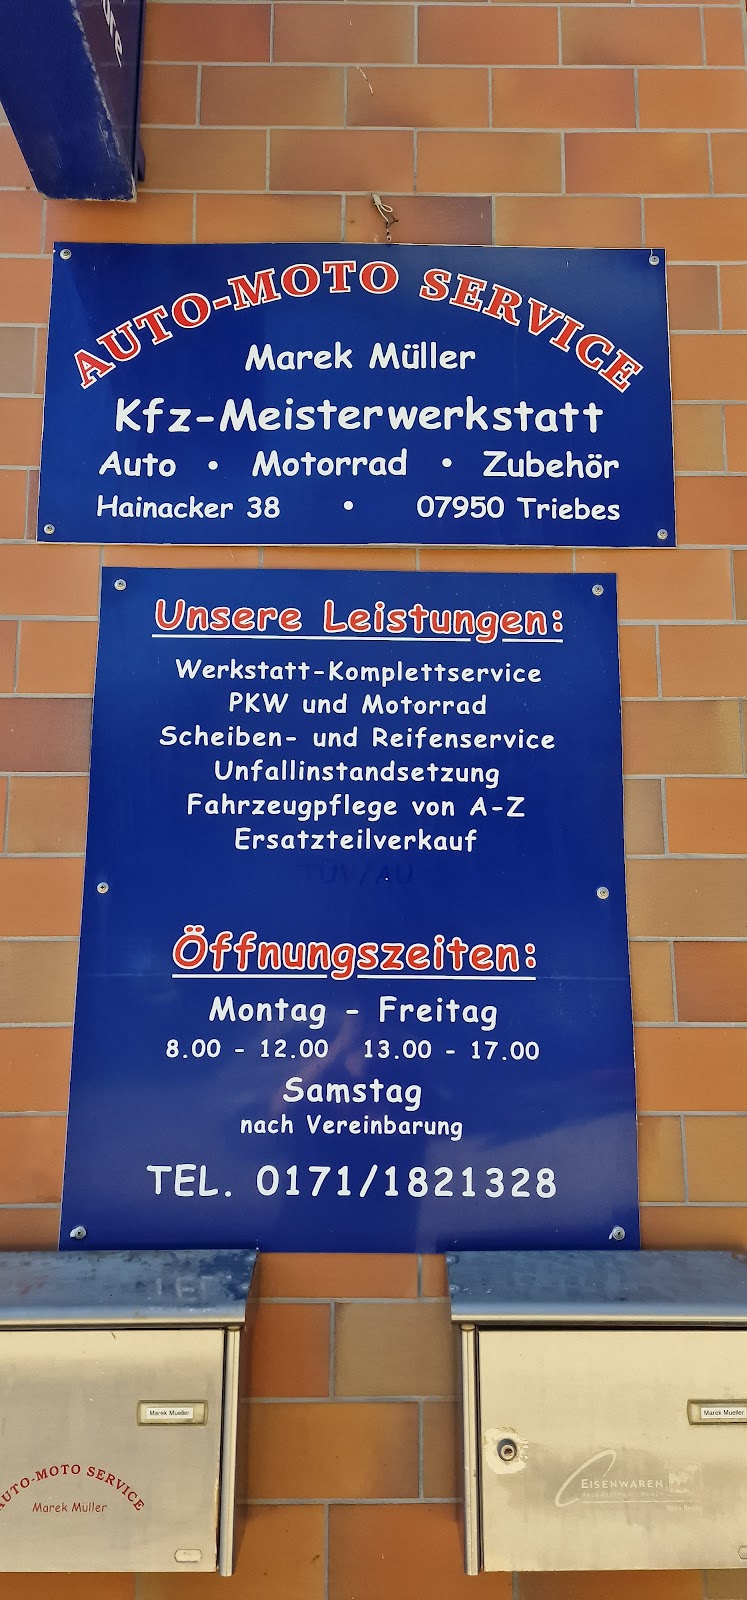 AUTO-MOTO SERVICE
Marek Müller
Kfz-Meisterwerkstatt
Auto • Motorrad • Zubehör
Hainacker 38 • 07950 Triebes
Unsere Leistungen:
Werkstatt-Komplettservice
PKW und Motorrad
Scheiben- und Reifenservice
Unfallinstandsetzung
Fahrzeugpflege von A-Z
Ersatzteilverkauf
TÜV/AU
Öffnungszeiten:
Montag - Freitag
8.00 - 12.00 13.00 - 17.00
Samstag
nach Vereinbarung
TEL. 0171/1821328
Marek Mueller
AUTO-MOTO SERVICE
Marek Müller
Marek Mueller
EISENWAREN